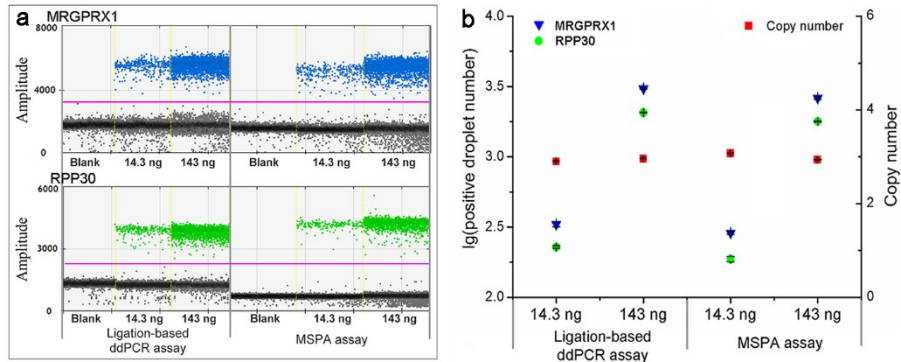 a
MRGPRX1
8000
4000
0
Amplitude
Blank 14.3 ng 143 ng Blank 14.3 ng 143 ng
RPP30
6000
3000
0
Amplitude
Blank 14.3 ng 143 ng Blank 14.3 ng 143 ng
Ligation-based
ddPCR assay
MSPA assay
b
MRGPRX1
RPP30
Copy number
4.0
3.5
3.0
2.5
2.0
lg(positive droplet number)
6
4
2
0
Copy number
14.3 ng 143 ng 14.3 ng 143 ng
Ligation-based
ddPCR assay
MSPA assay